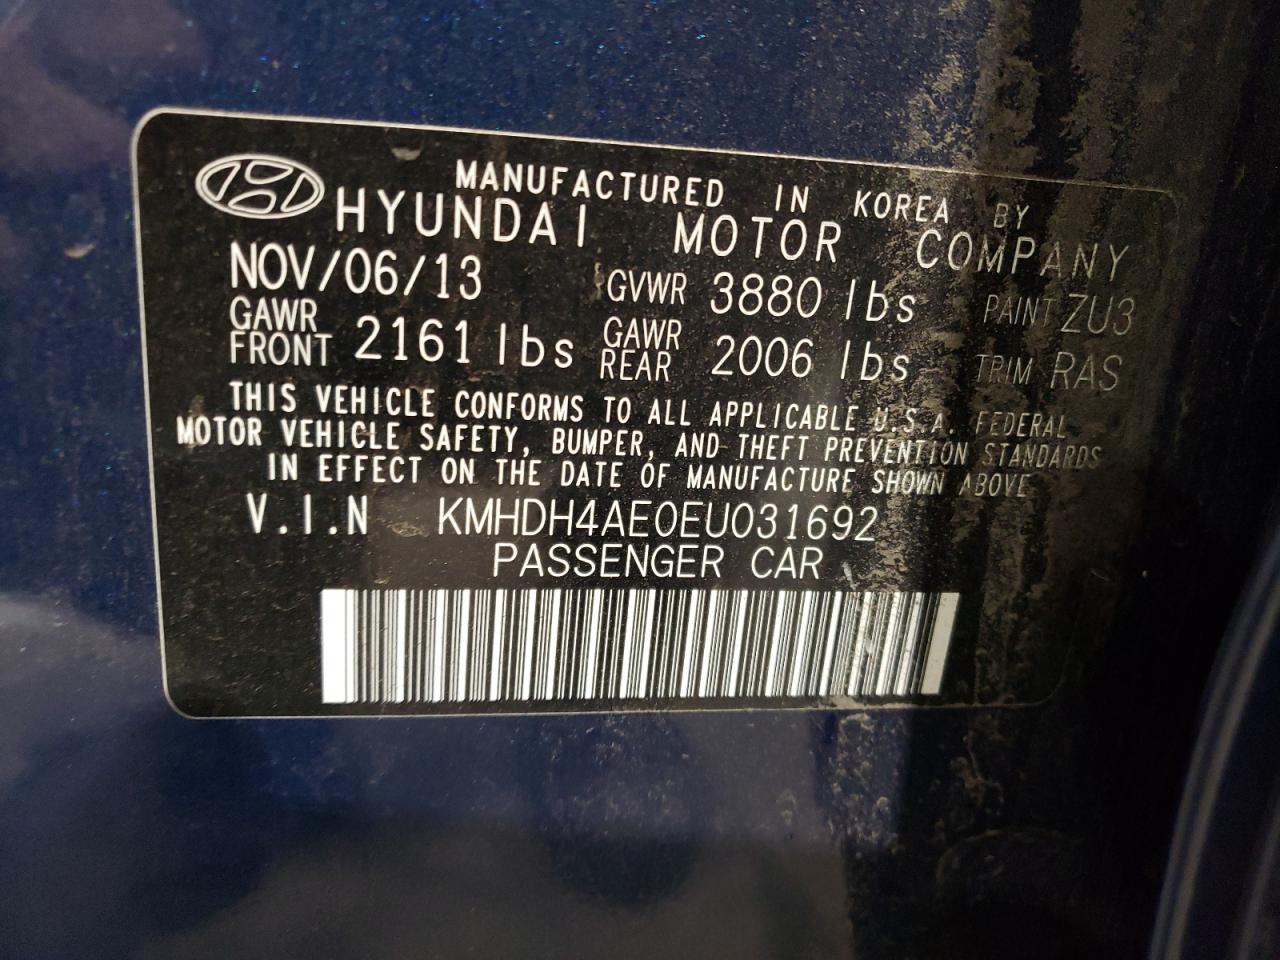 MANUFACTURED IN KOREA BY
HYUNDAI MOTOR COMPANY
NOV/06/13 GVWR 3880 lbs PAINT ZU3
GAWR FRONT 2161 lbs GAWR REAR 2006 lbs TRIM RAS
THIS VEHICLE CONFORMS TO ALL APPLICABLE U.S.A. FEDERAL
MOTOR VEHICLE SAFETY, BUMPER, AND THEFT PREVENTION STANDARDS
IN EFFECT ON THE DATE OF MANUFACTURE SHOWN ABOVE
V.I.N KMHDH4AE0EU031692
PASSENGER CAR